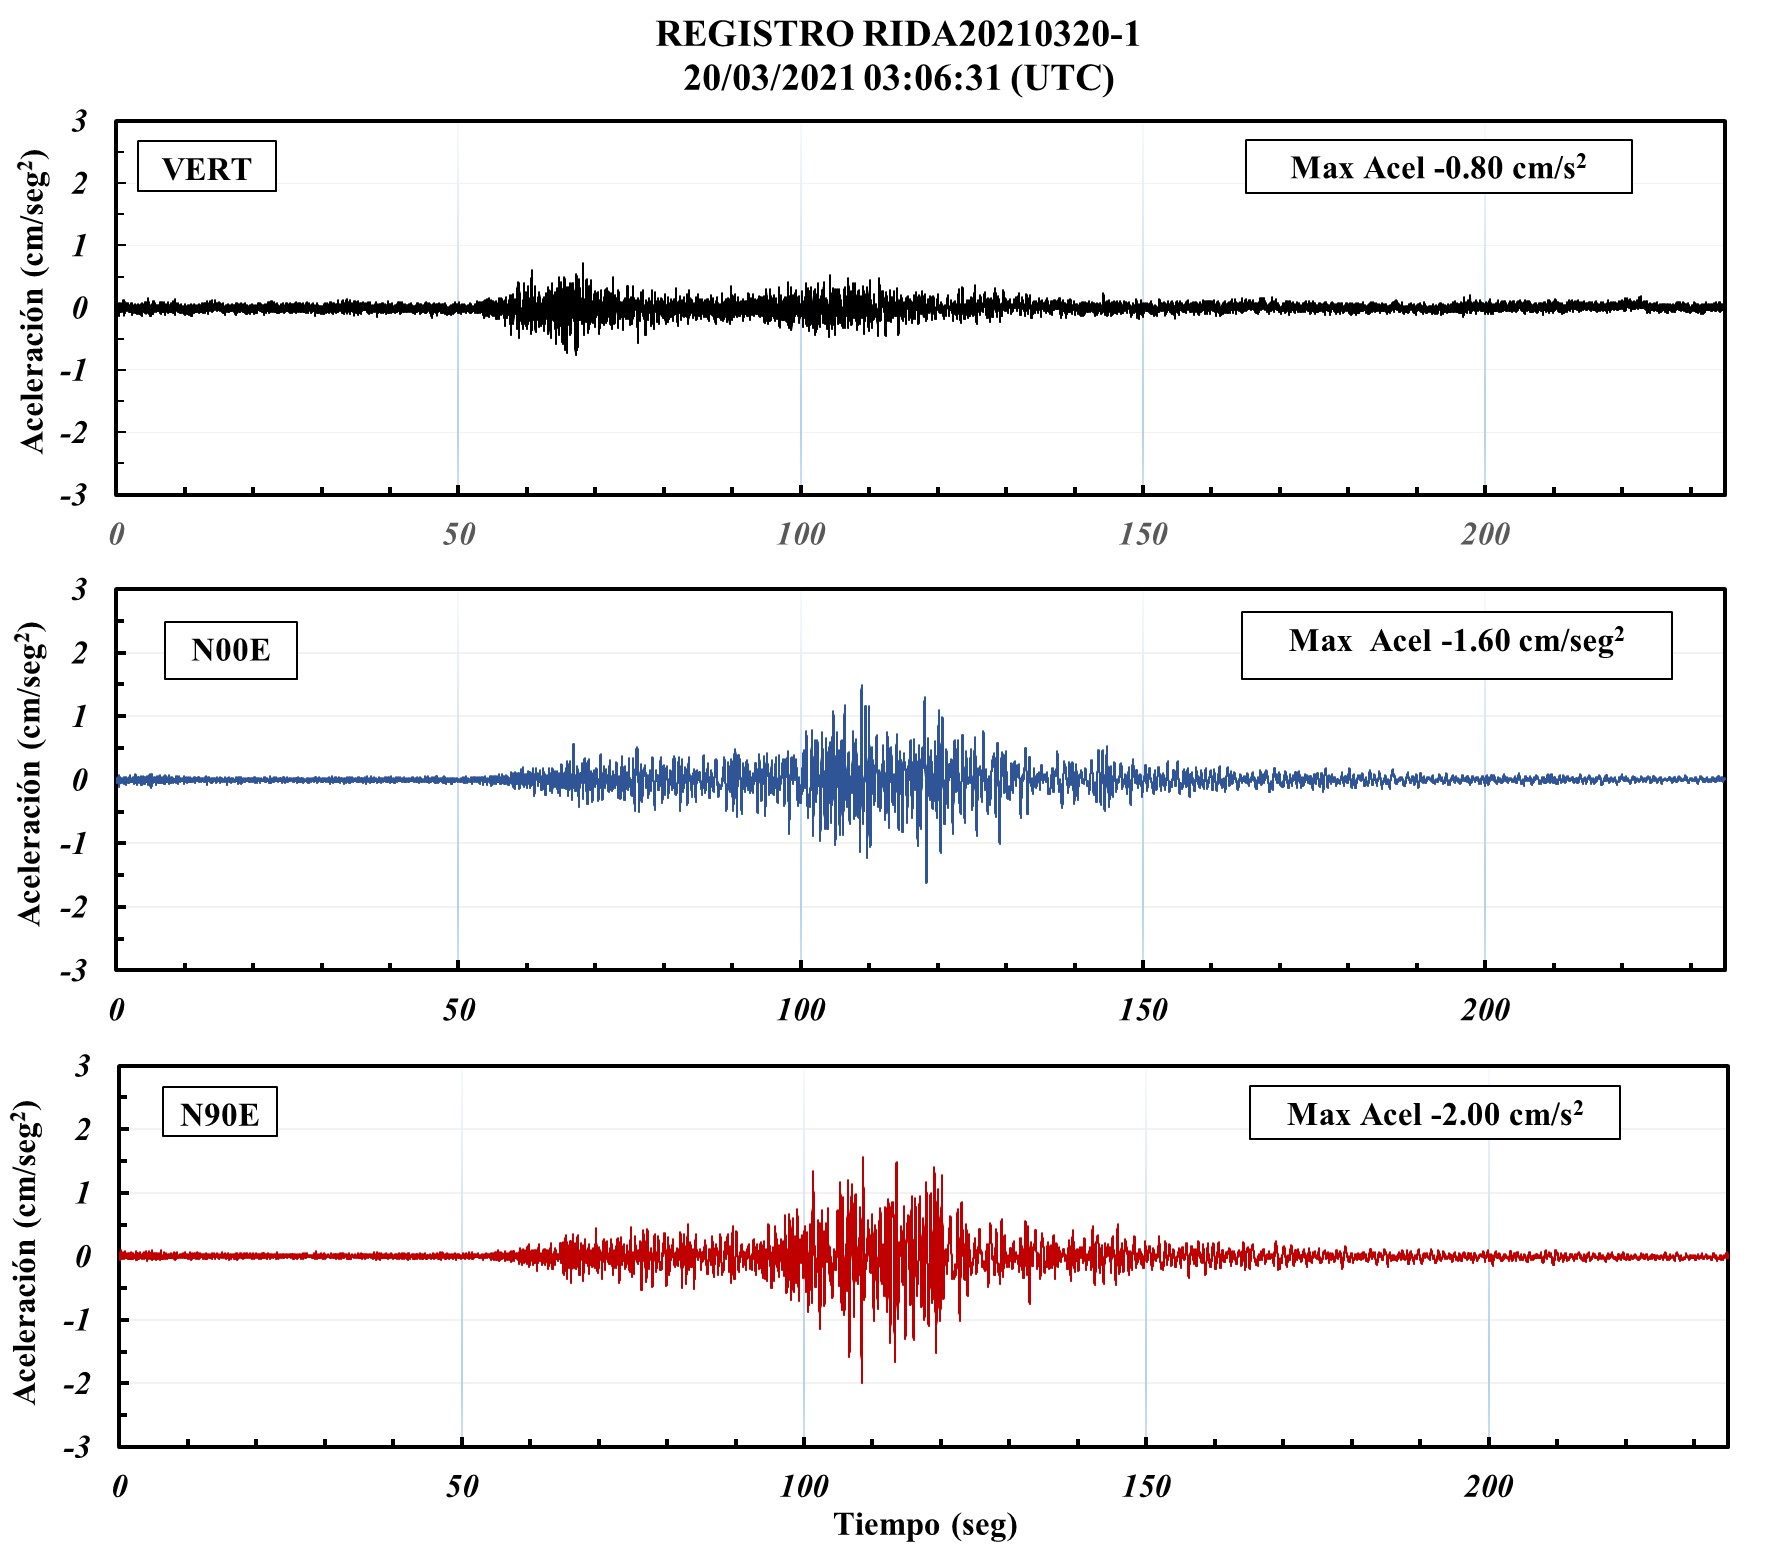 REGISTRO RIDA20210320-1
20/03/2021 03:06:31 (UTC)
Aceleración (cm/seg²)
3
2
1
0
-1
-2
-3
VERT
Max Acel -0.80 cm/s²
0 50 100 150 200
Aceleración (cm/seg²)
3
2
1
0
-1
-2
-3
N00E
Max Acel -1.60 cm/seg²
0 50 100 150 200
Aceleración (cm/seg²)
3
2
1
0
-1
-2
-3
N90E
Max Acel -2.00 cm/s²
0 50 100 150 200
Tiempo (seg)